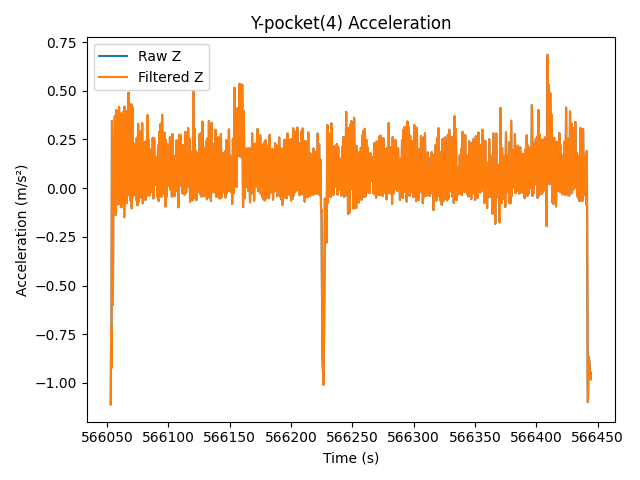 Y-pocket(4) Acceleration
Raw Z
Filtered Z
0.75
0.50
0.25
0.00
−0.25
−0.50
−0.75
−1.00
Acceleration (m/s²)
566050 566100 566150 566200 566250 566300 566350 566400 566450
Time (s)